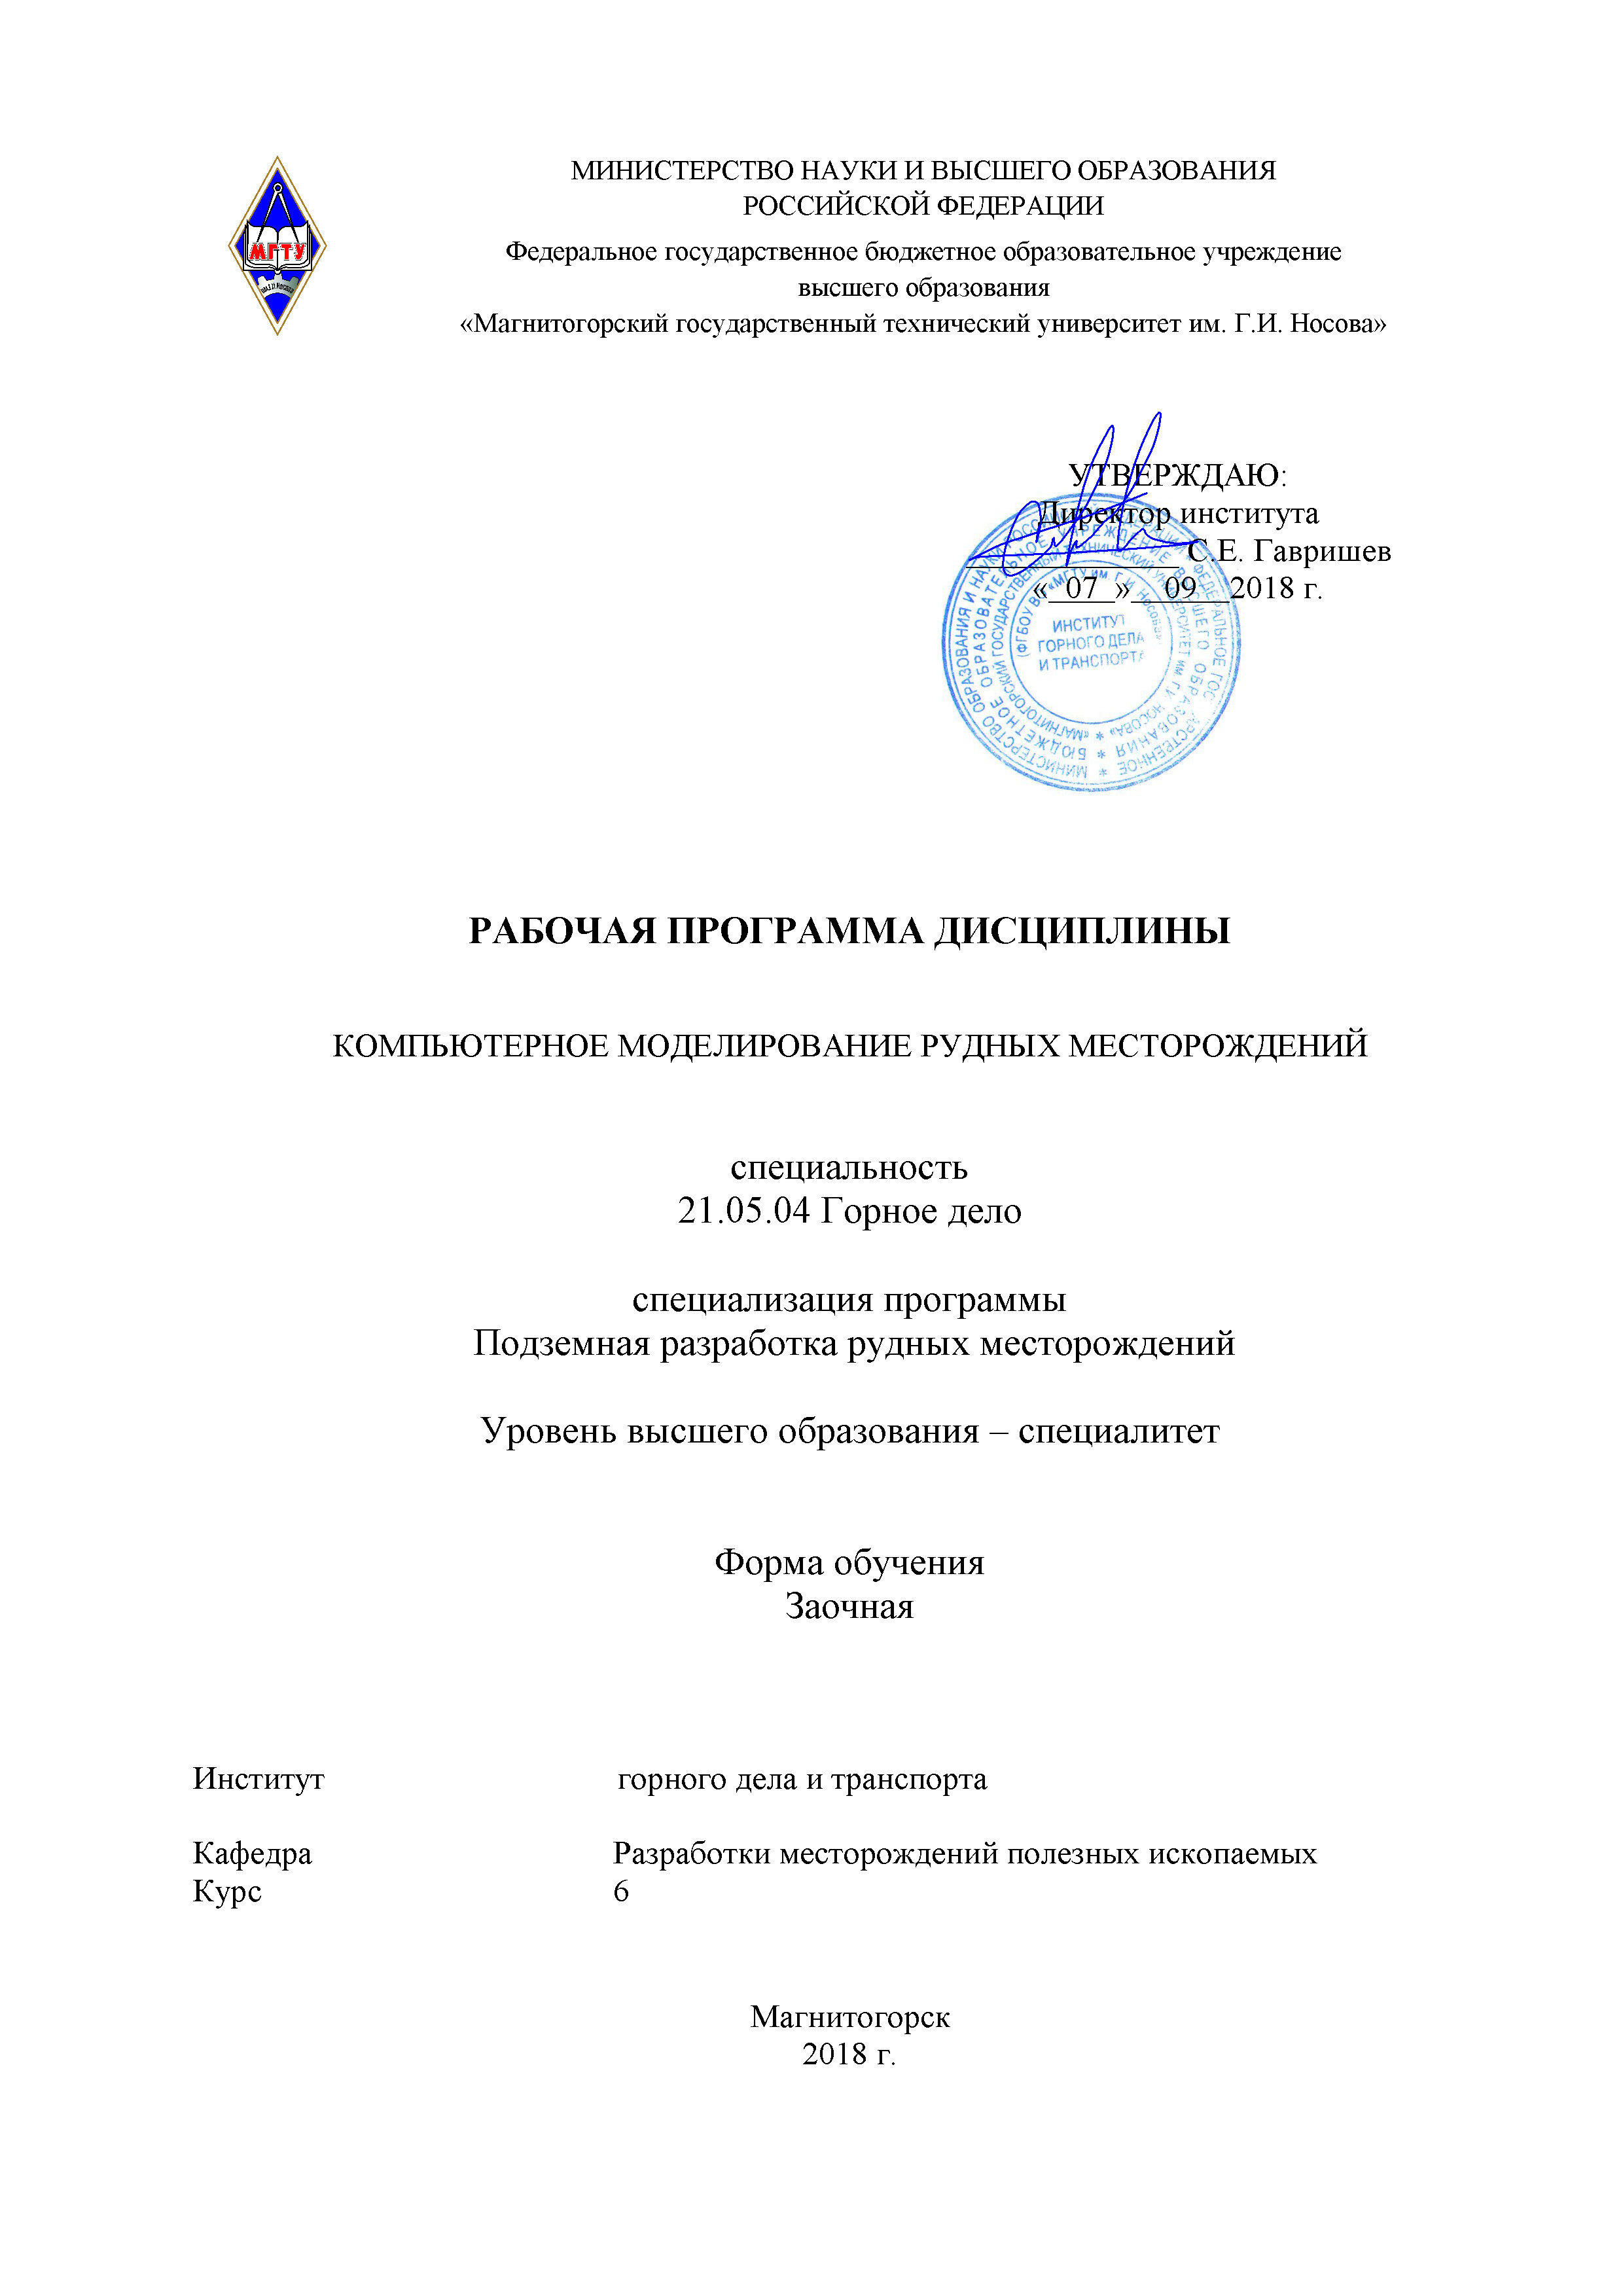 МИНИСТЕРСТВО НАУКИ И ВЫСШЕГО ОБРАЗОВАНИЯ
РОССИЙСКОЙ ФЕДЕРАЦИИ
Федеральное государственное бюджетное образовательное учреждение
высшего образования
«Магнитогорский государственный технический университет им. Г.И. Носова»
МГТУ
УТВЕРЖДАЮ:
Директор института
С.Е. Гавришев
«_07_»__09__2018 г.
ИНСТИТУТ
ГОРНОГО ДЕЛА
И ТРАНСПОРТА
РАБОЧАЯ ПРОГРАММА ДИСЦИПЛИНЫ
КОМПЬЮТЕРНОЕ МОДЕЛИРОВАНИЕ РУДНЫХ МЕСТОРОЖДЕНИЙ
специальность
21.05.04 Горное дело
специализация программы
Подземная разработка рудных месторождений
Уровень высшего образования – специалитет
Форма обучения
Заочная
Институт горного дела и транспорта
Кафедра Разработки месторождений полезных ископаемых
Курс 6
Магнитогорск
2018 г.